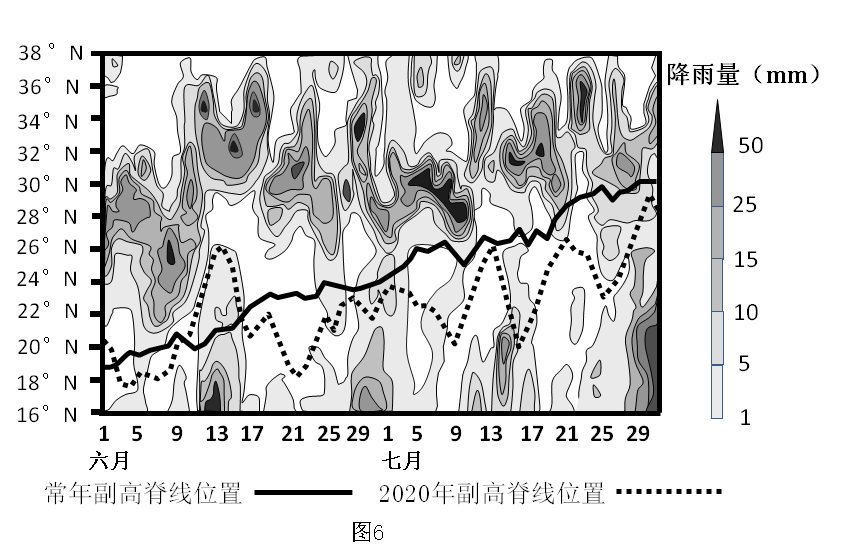 38° N
36° N
34° N
32° N
30° N
28° N
26° N
24° N
22° N
20° N
18° N
16° N
降雨量（mm）
50
25
15
10
5
1
1 5 9 13 17 21 25 29 1 5 9 13 17 21 25 29
六月 七月
常年副高脊线位置 2020年副高脊线位置
图6